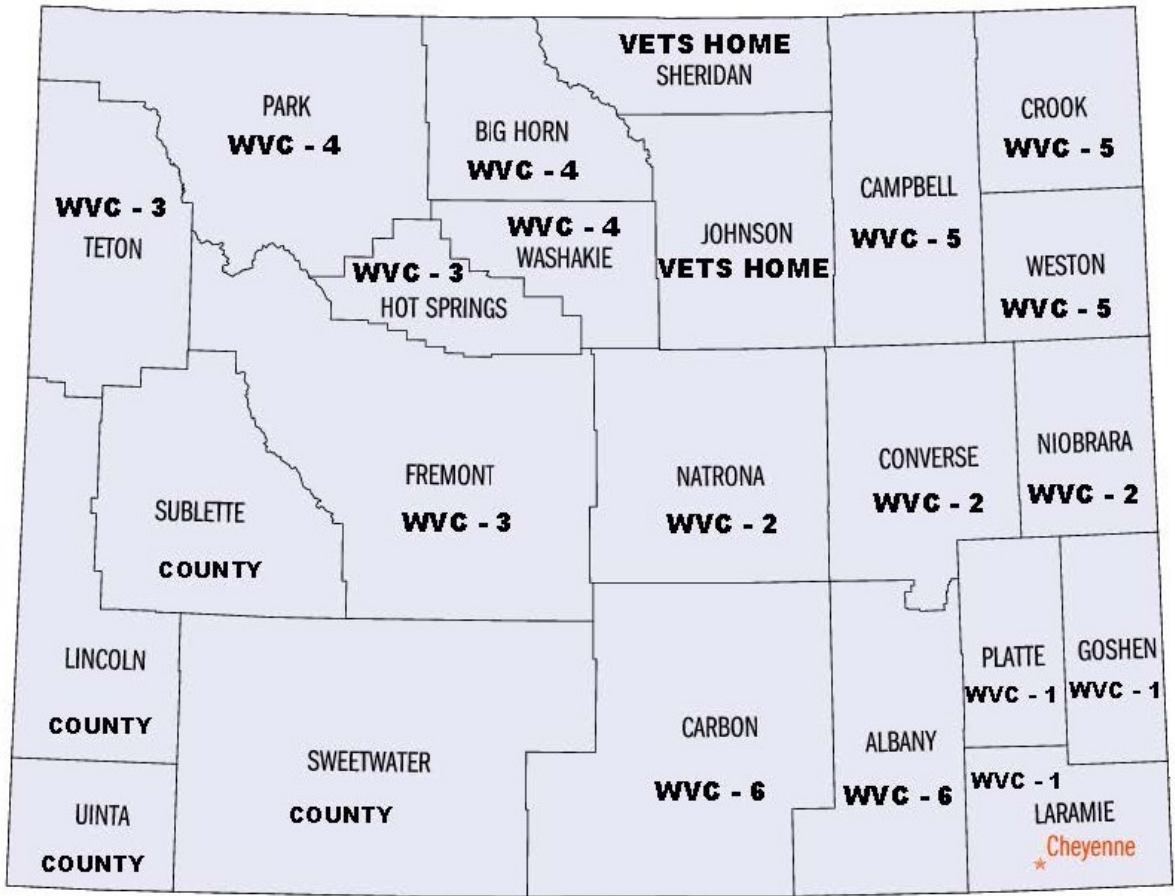 VETS HOME
SHERIDAN
PARK
WVC - 4
BIG HORN
WVC - 4
CROOK
WVC - 5
CAMPBELL
WVC - 5
WVC - 3
TETON
WVC - 4
WASHAKIE
JOHNSON
VETS HOME
WVC - 3
HOT SPRINGS
WESTON
WVC - 5
SUBLETTE
COUNTY
FREMONT
WVC - 3
NATRONA
WVC - 2
CONVERSE
WVC - 2
NIOBRARA
WVC - 2
LINCOLN
COUNTY
PLATTE
WVC - 1
GOSHEN
WVC - 1
UINTA
COUNTY
SWEETWATER
COUNTY
CARBON
WVC - 6
ALBANY
WVC - 6
WVC - 1
LARAMIE
Cheyenne